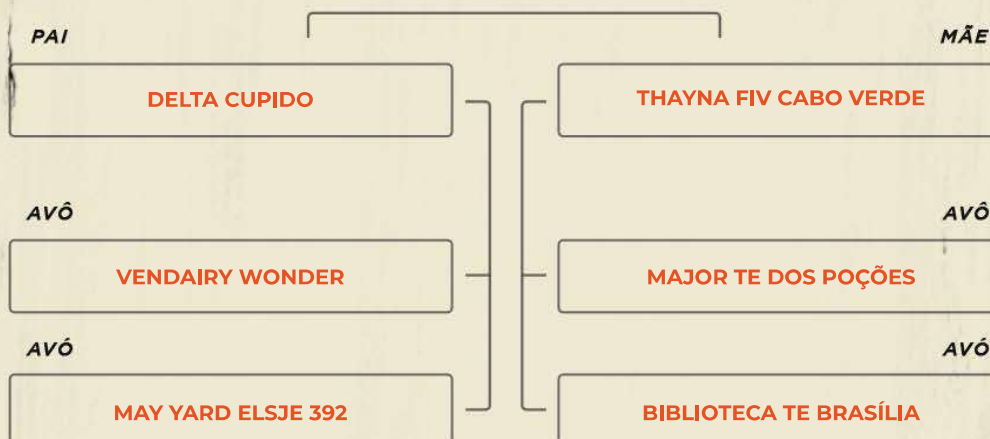 PAI
MÃE
DELTA CUPIDO
THAYNA FIV CABO VERDE
AVÔ
AVÔ
VENDAIRY WONDER
MAJOR TE DOS POÇÕES
AVÓ
AVÓ
MAY YARD ELSJE 392
BIBLIOTECA TE BRASÍLIA